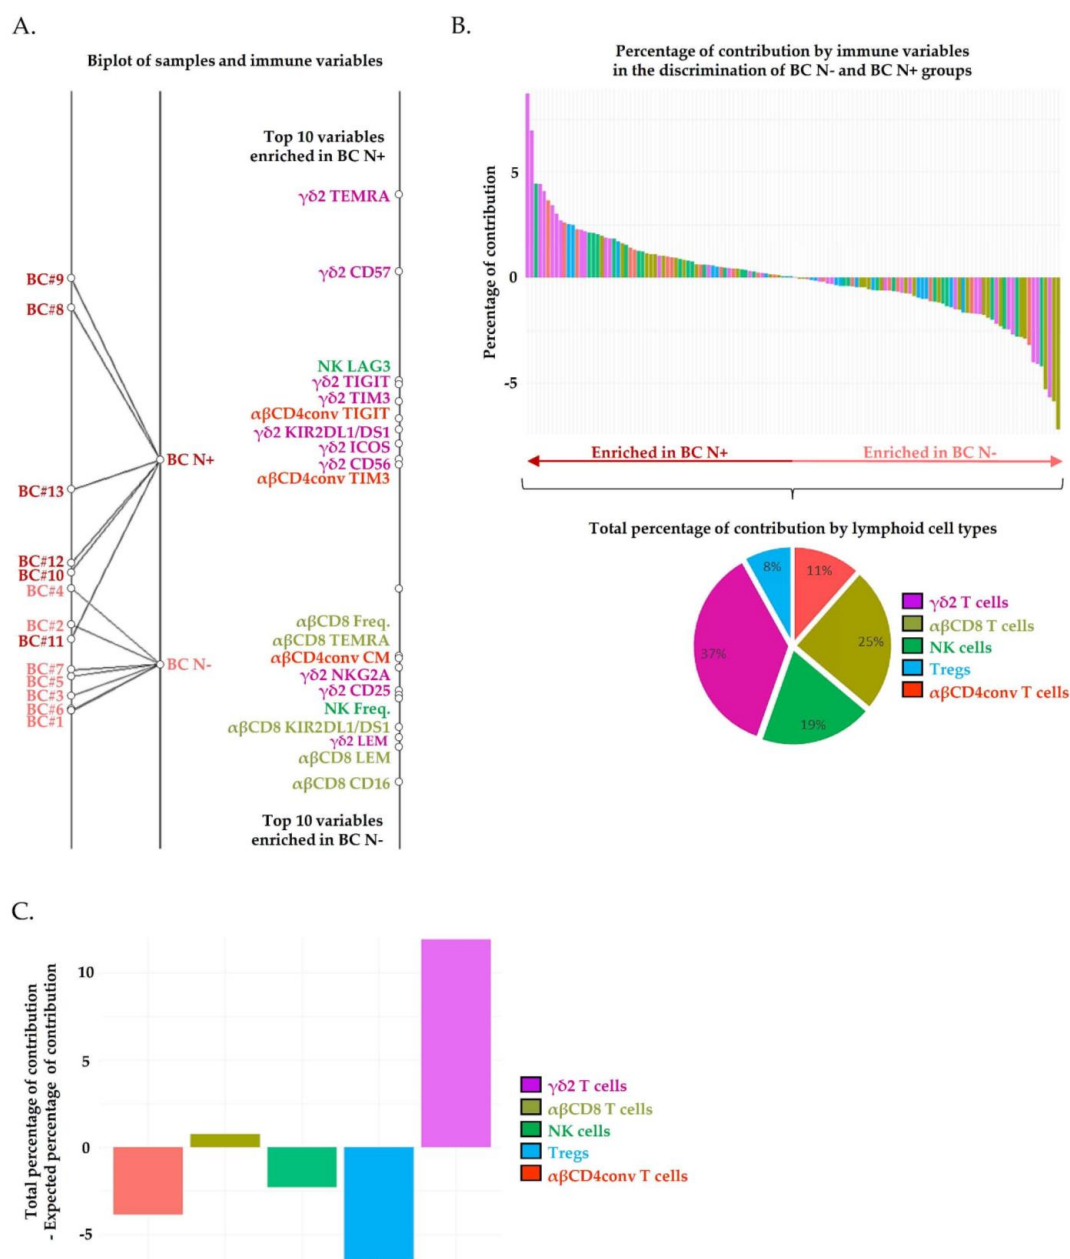 A.
Biplot of samples and immune variables
Top 10 variables
enriched in BC N+
γδ2 TEMRA
γδ2 CD57
BC#9
BC#8
NK LAG3
γδ2 TIGIT
γδ2 TIM3
αβCD4conv TIGIT
γδ2 KIR2DL1/DS1
γδ2 ICOS
γδ2 CD56
αβCD4conv TIM3
BC N+
BC#13
BC#12
BC#10
BC#4
BC#2
BC#11
BC#7
BC#5
BC#3
BC#6
BC#1
BC N-
αβCD8 Freq.
αβCD8 TEMRA
αβCD4conv CM
γδ2 NKG2A
γδ2 CD25
NK Freq.
αβCD8 KIR2DL1/DS1
γδ2 LEM
αβCD8 LEM
αβCD8 CD16
Top 10 variables
enriched in BC N-
B.
Percentage of contribution by immune variables
in the discrimination of BC N- and BC N+ groups
Percentage of contribution
5
0
-5
Enriched in BC N+
Enriched in BC N-
Total percentage of contribution by lymphoid cell types
8%
11%
37%
25%
19%
γδ2 T cells
αβCD8 T cells
NK cells
Tregs
αβCD4conv T cells
C.
Total percentage of contribution
- Expected percentage of contribution
10
5
0
-5
γδ2 T cells
αβCD8 T cells
NK cells
Tregs
αβCD4conv T cells